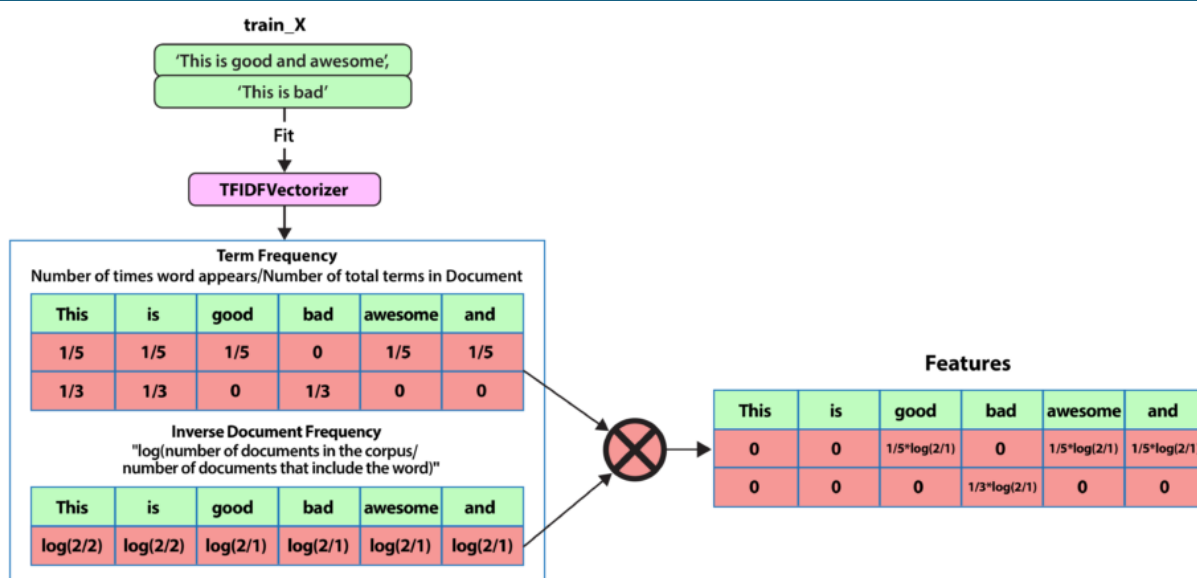 train_X
‘This is good and awesome’,
‘This is bad’
Fit
TFIDFVectorizer
Term Frequency
Number of times word appears/Number of total terms in Document
This is good bad awesome and
1/5 1/5 1/5 0 1/5 1/5
1/3 1/3 0 1/3 0 0
Inverse Document Frequency
"log(number of documents in the corpus/
number of documents that include the word)"
This is good bad awesome and
log(2/2) log(2/2) log(2/1) log(2/1) log(2/1) log(2/1)
Features
This is good bad awesome and
0 0 1/5*log(2/1) 0 1/5*log(2/1) 1/5*log(2/1
0 0 0 1/3*log(2/1) 0 0